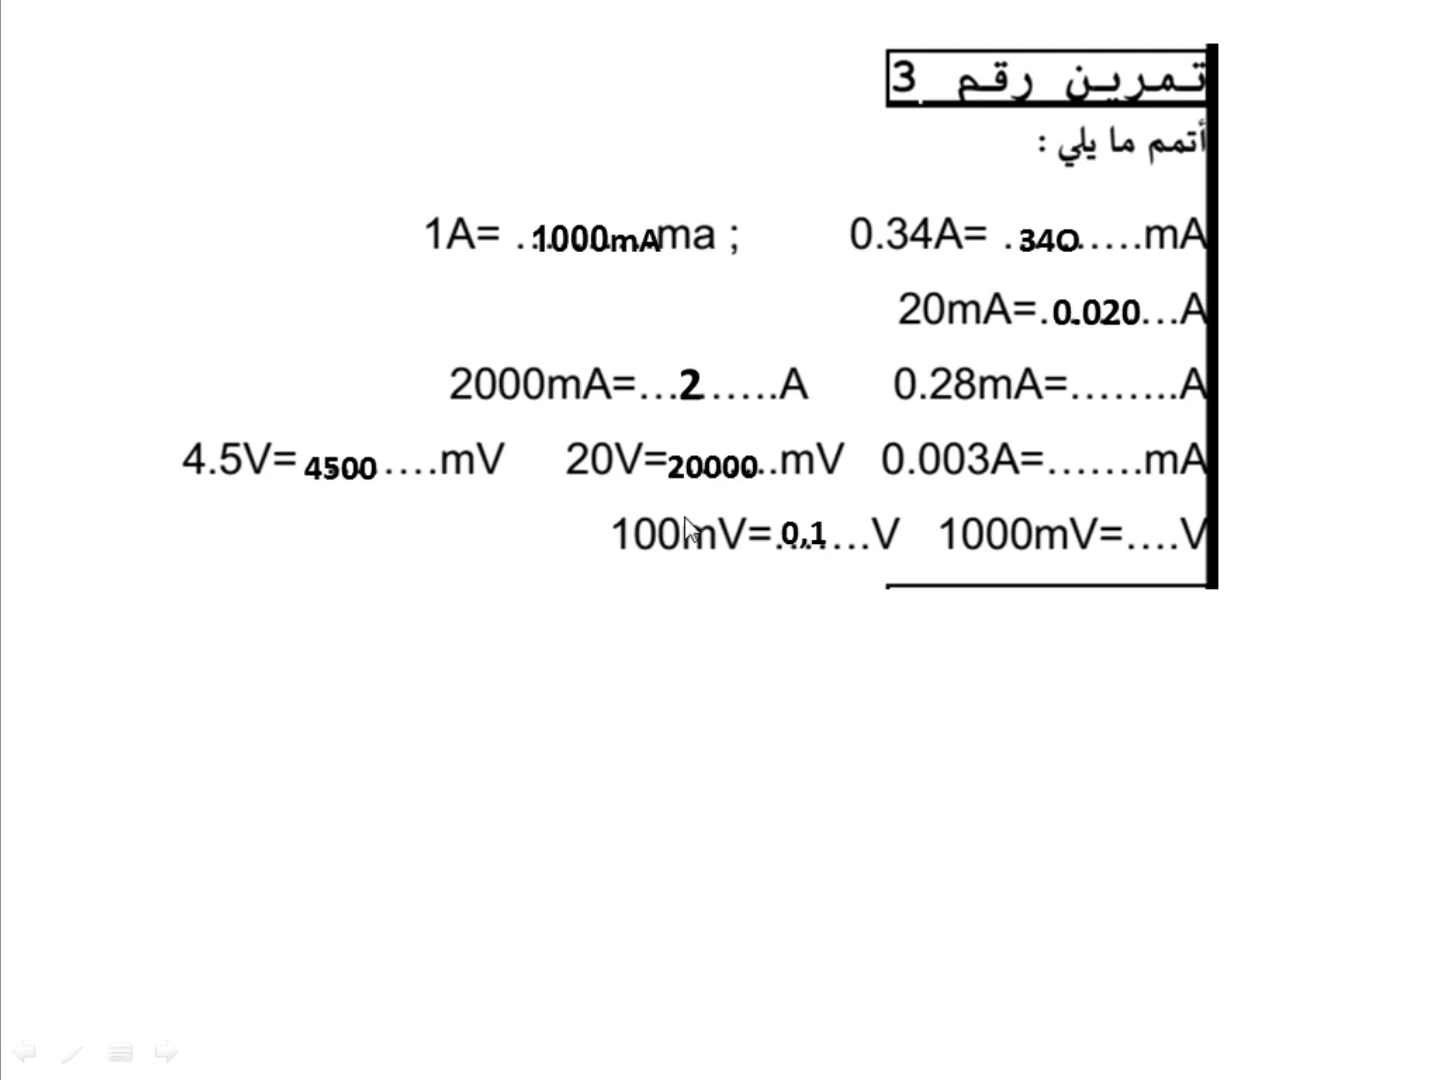 تمرين رقم 3
أتمم ما يلي :
1A= ..1000mAma ; 0.34A= .34O.....mA
20mA=.0.020...A
2000mA=...2.....A 0.28mA=........A
4.5V= 4500....mV 20V=20000..mV 0.003A=.......mA
100mV=.0,1...V 1000mV=....V